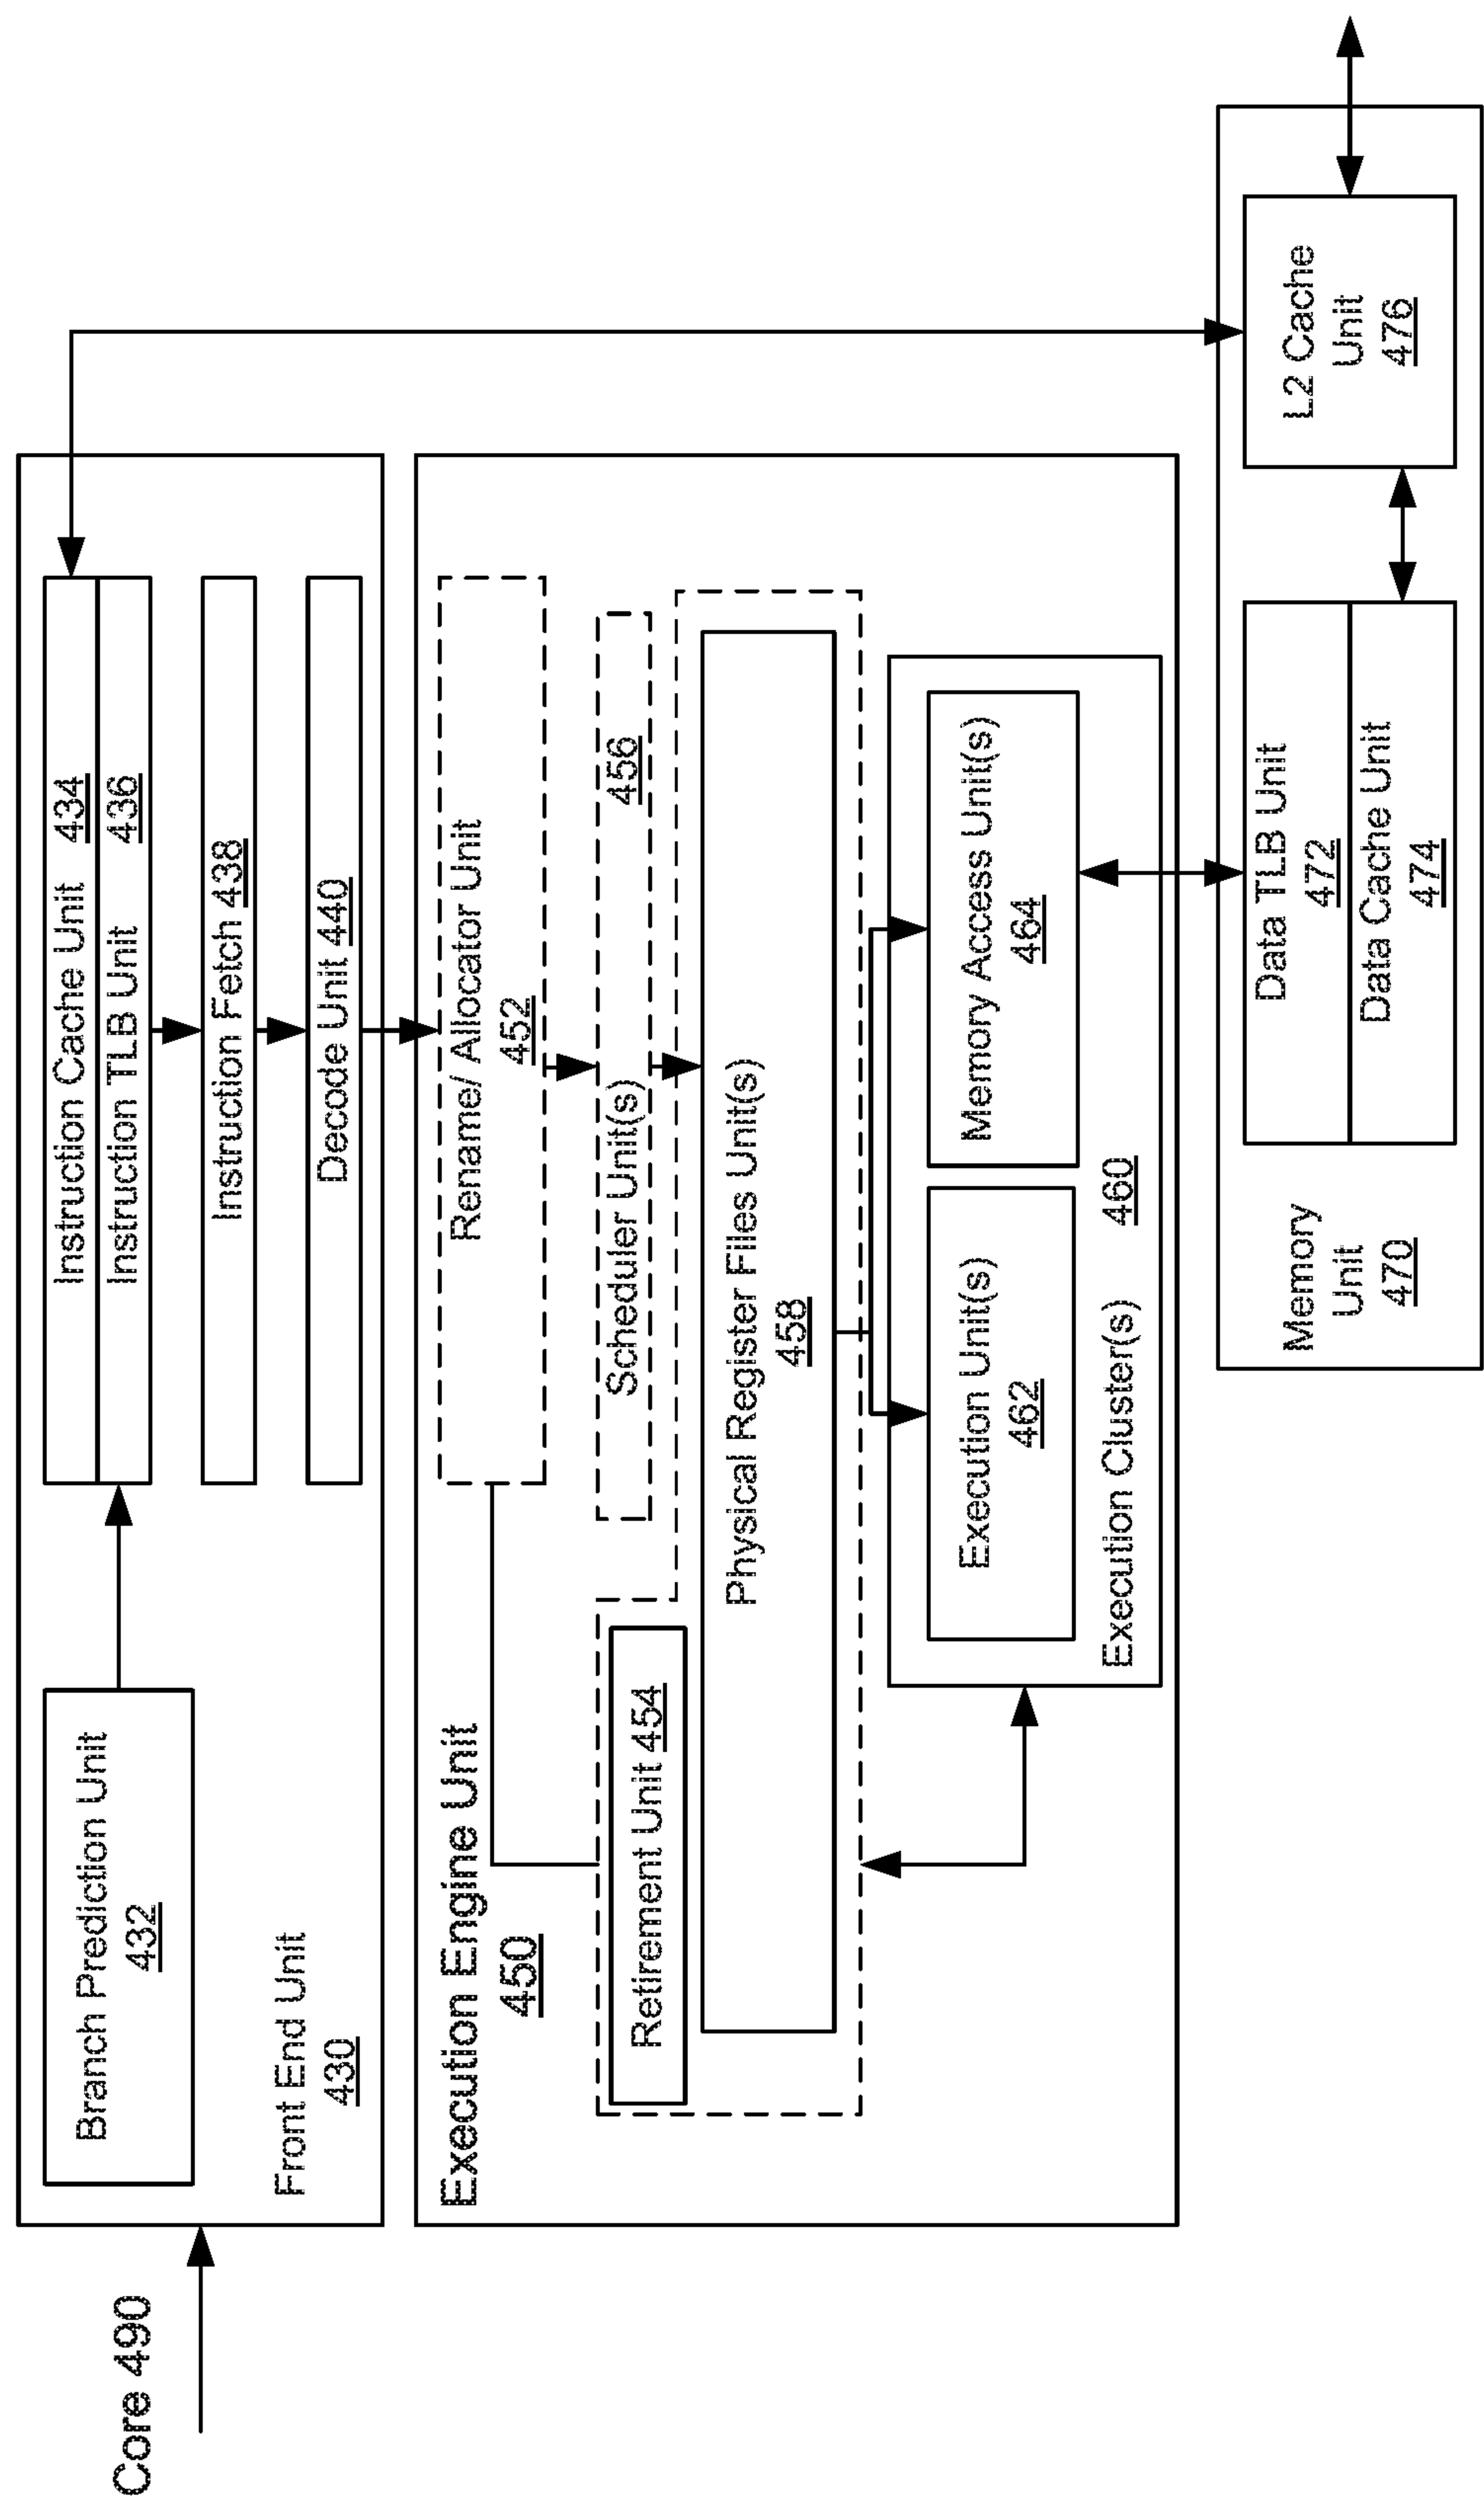 Core 490
Branch Prediction Unit
432
Front End Unit
430
Instruction Cache Unit 434
Instruction TLB Unit 436
Instruction Fetch 438
Decode Unit 440
Execution Engine Unit
450
Rename/ Allocator Unit
452
Scheduler Unit(s) 456
Retirement Unit 454
Physical Register Files Unit(s)
458
Execution Unit(s)
462
Memory Access Unit(s)
464
Execution Cluster(s) 460
Memory
Unit
470
Data TLB Unit
472
Data Cache Unit
474
L2 Cache
Unit
476